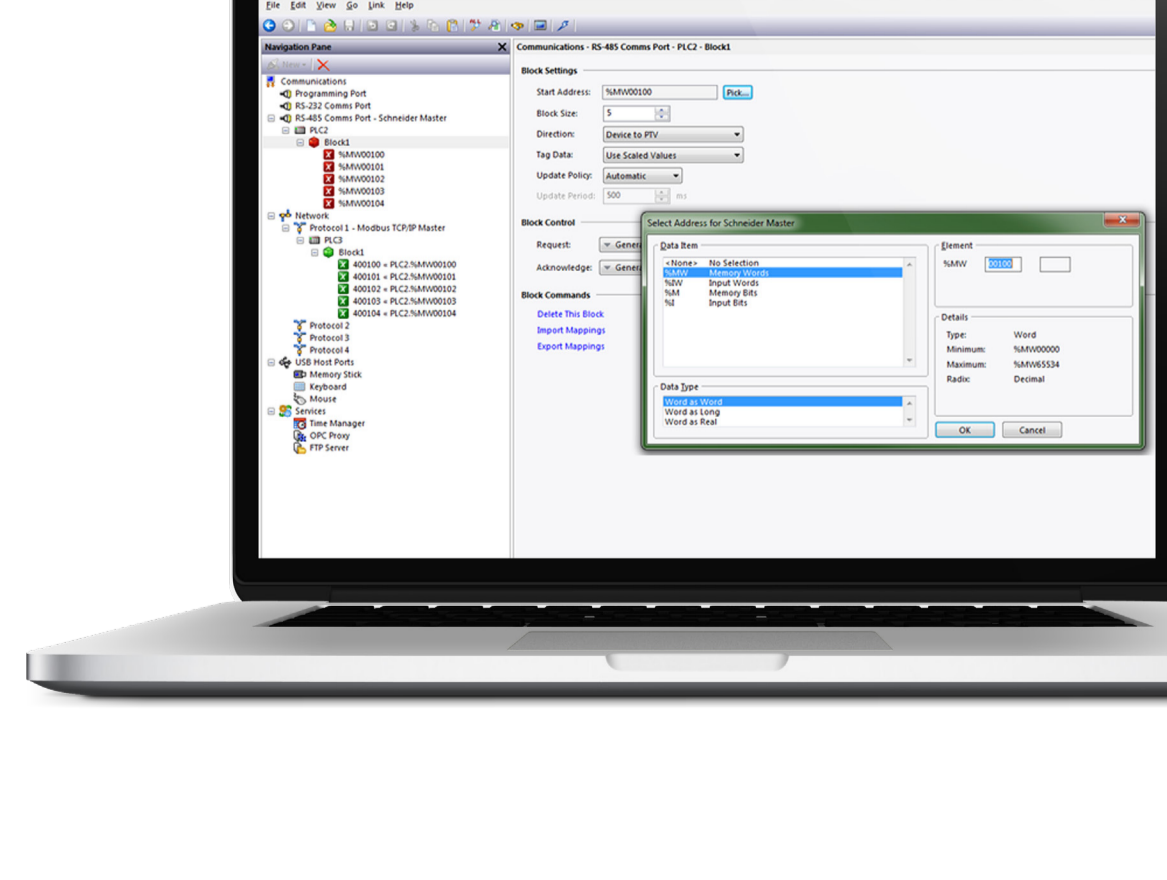 File Edit View Go Link Help
Navigation Pane
New
Communications
Programming Port
RS-232 Comms Port
RS-485 Comms Port - Schneider Master
PLC2
Block1
%MW00100
%MW00101
%MW00102
%MW00103
%MW00104
Network
Protocol 1 - Modbus TCP/IP Master
PLC3
Block1
400100 « PLC2.%MW00100
400101 « PLC2.%MW00101
400102 « PLC2.%MW00102
400103 « PLC2.%MW00103
400104 « PLC2.%MW00104
Protocol 2
Protocol 3
Protocol 4
USB Host Ports
Memory Stick
Keyboard
Mouse
Services
Time Manager
OPC Proxy
FTP Server
Communications - RS-485 Comms Port - PLC2 - Block1
Block Settings
Start Address: %MW00100 Pick...
Block Size: 5
Direction: Device to PTV
Tag Data: Use Scaled Values
Update Policy: Automatic
Update Period: 500 ms
Block Control
Request: Genera
Acknowledge: Genera
Block Commands
Delete This Block
Import Mappings
Export Mappings
Select Address for Schneider Master
Data Item
<None> No Selection
%MW Memory Words
%IW Input Words
%M Memory Bits
%I Input Bits
Data Type
Word as Word
Word as Long
Word as Real
Element
%MW 00100
Details
Type: Word
Minimum: %MW00000
Maximum: %MW65534
Radix: Decimal
OK Cancel